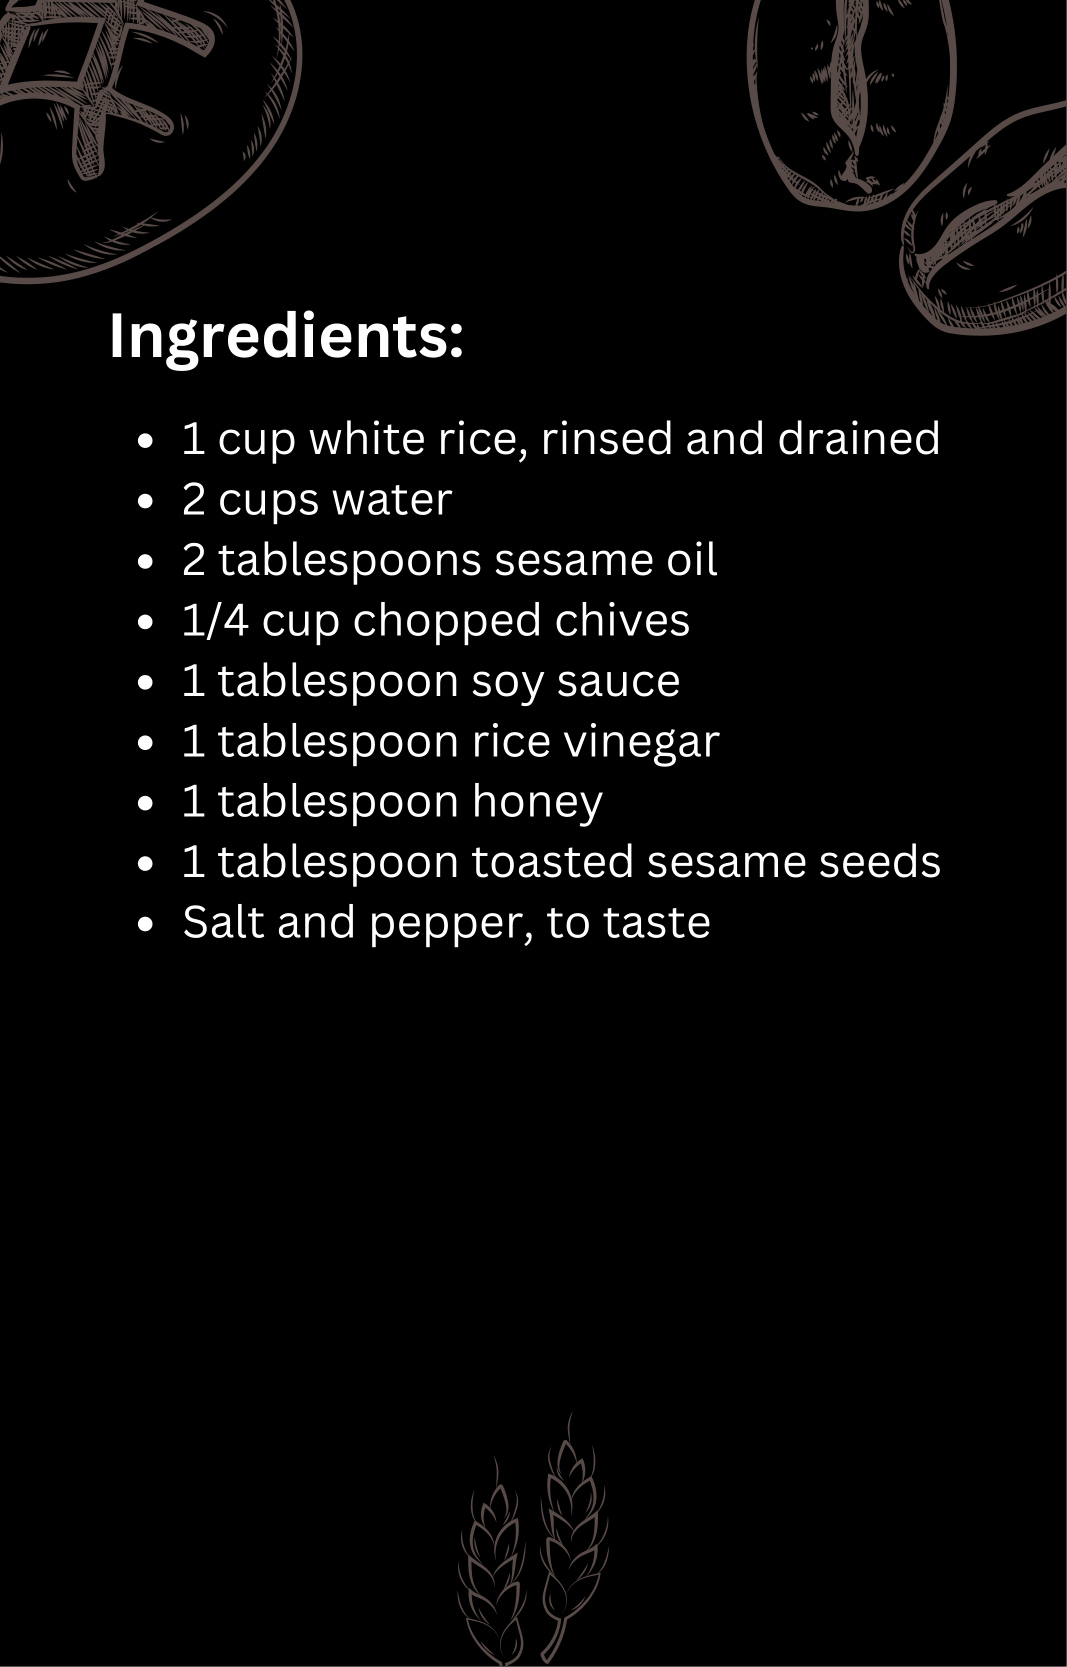 Ingredients:
• 1 cup white rice, rinsed and drained
• 2 cups water
• 2 tablespoons sesame oil
• 1/4 cup chopped chives
• 1 tablespoon soy sauce
• 1 tablespoon rice vinegar
• 1 tablespoon honey
• 1 tablespoon toasted sesame seeds
• Salt and pepper, to taste